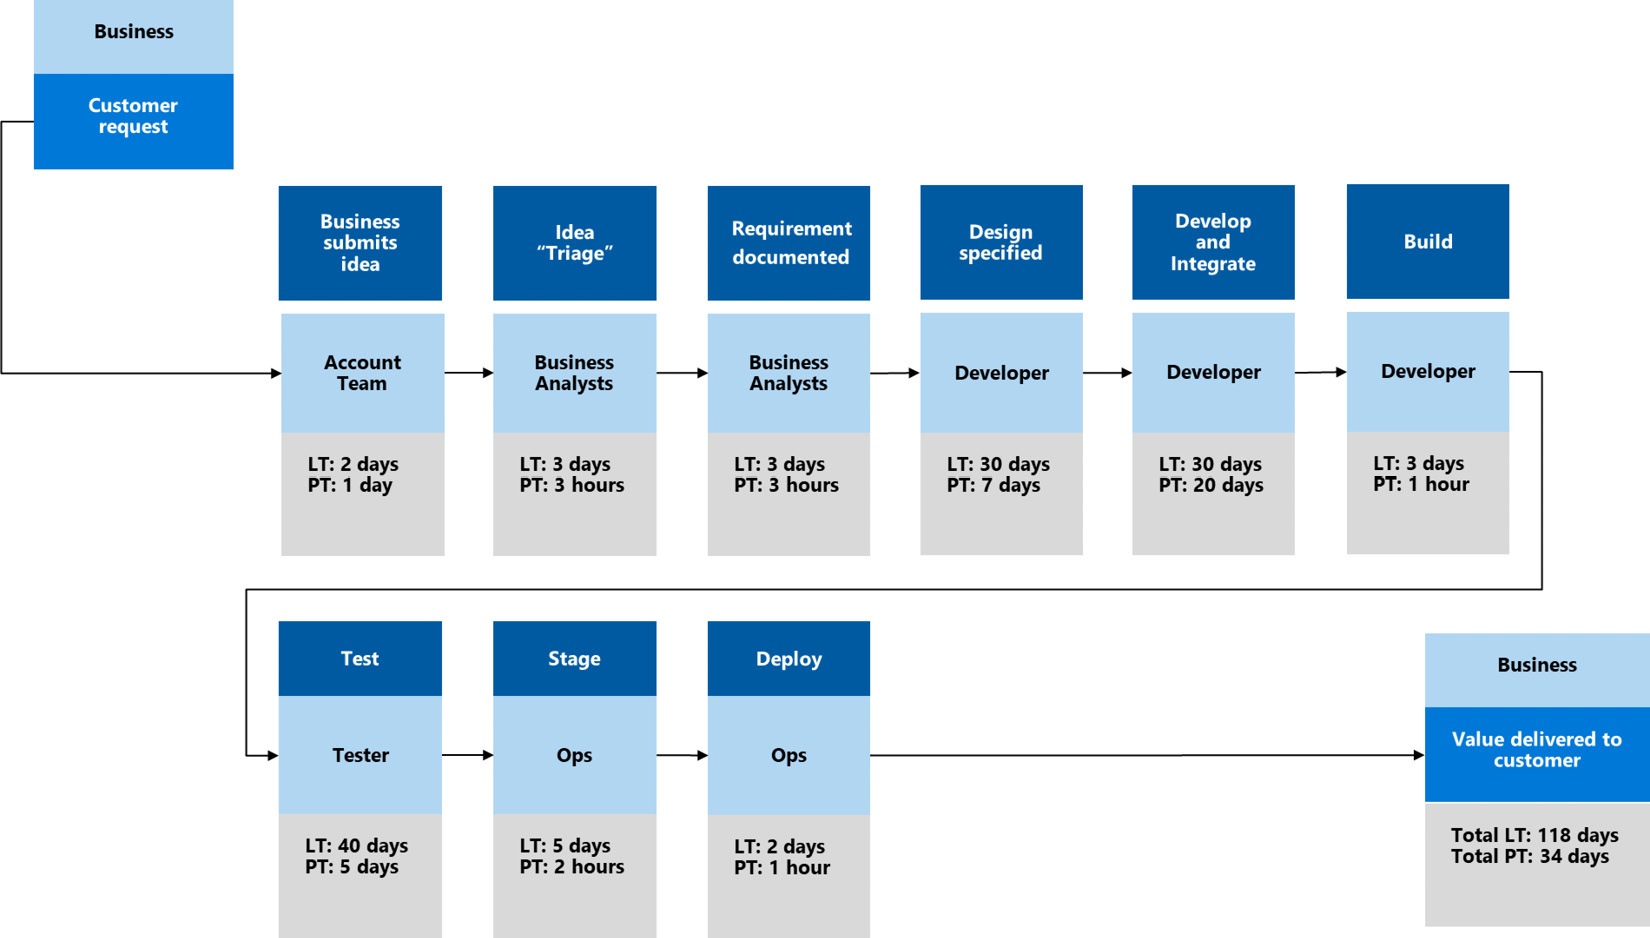 Business
Customer
request
Business
submits
idea
Idea
“Triage”
Requirement
documented
Design
specified
Develop
and
Integrate
Build
Account
Team
Business
Analysts
Business
Analysts
Developer
Developer
Developer
LT: 2 days
PT: 1 day
LT: 3 days
PT: 3 hours
LT: 3 days
PT: 3 hours
LT: 30 days
PT: 7 days
LT: 30 days
PT: 20 days
LT: 3 days
PT: 1 hour
Test
Stage
Deploy
Tester
Ops
Ops
LT: 40 days
PT: 5 days
LT: 5 days
PT: 2 hours
LT: 2 days
PT: 1 hour
Business
Value delivered to
customer
Total LT: 118 days
Total PT: 34 days